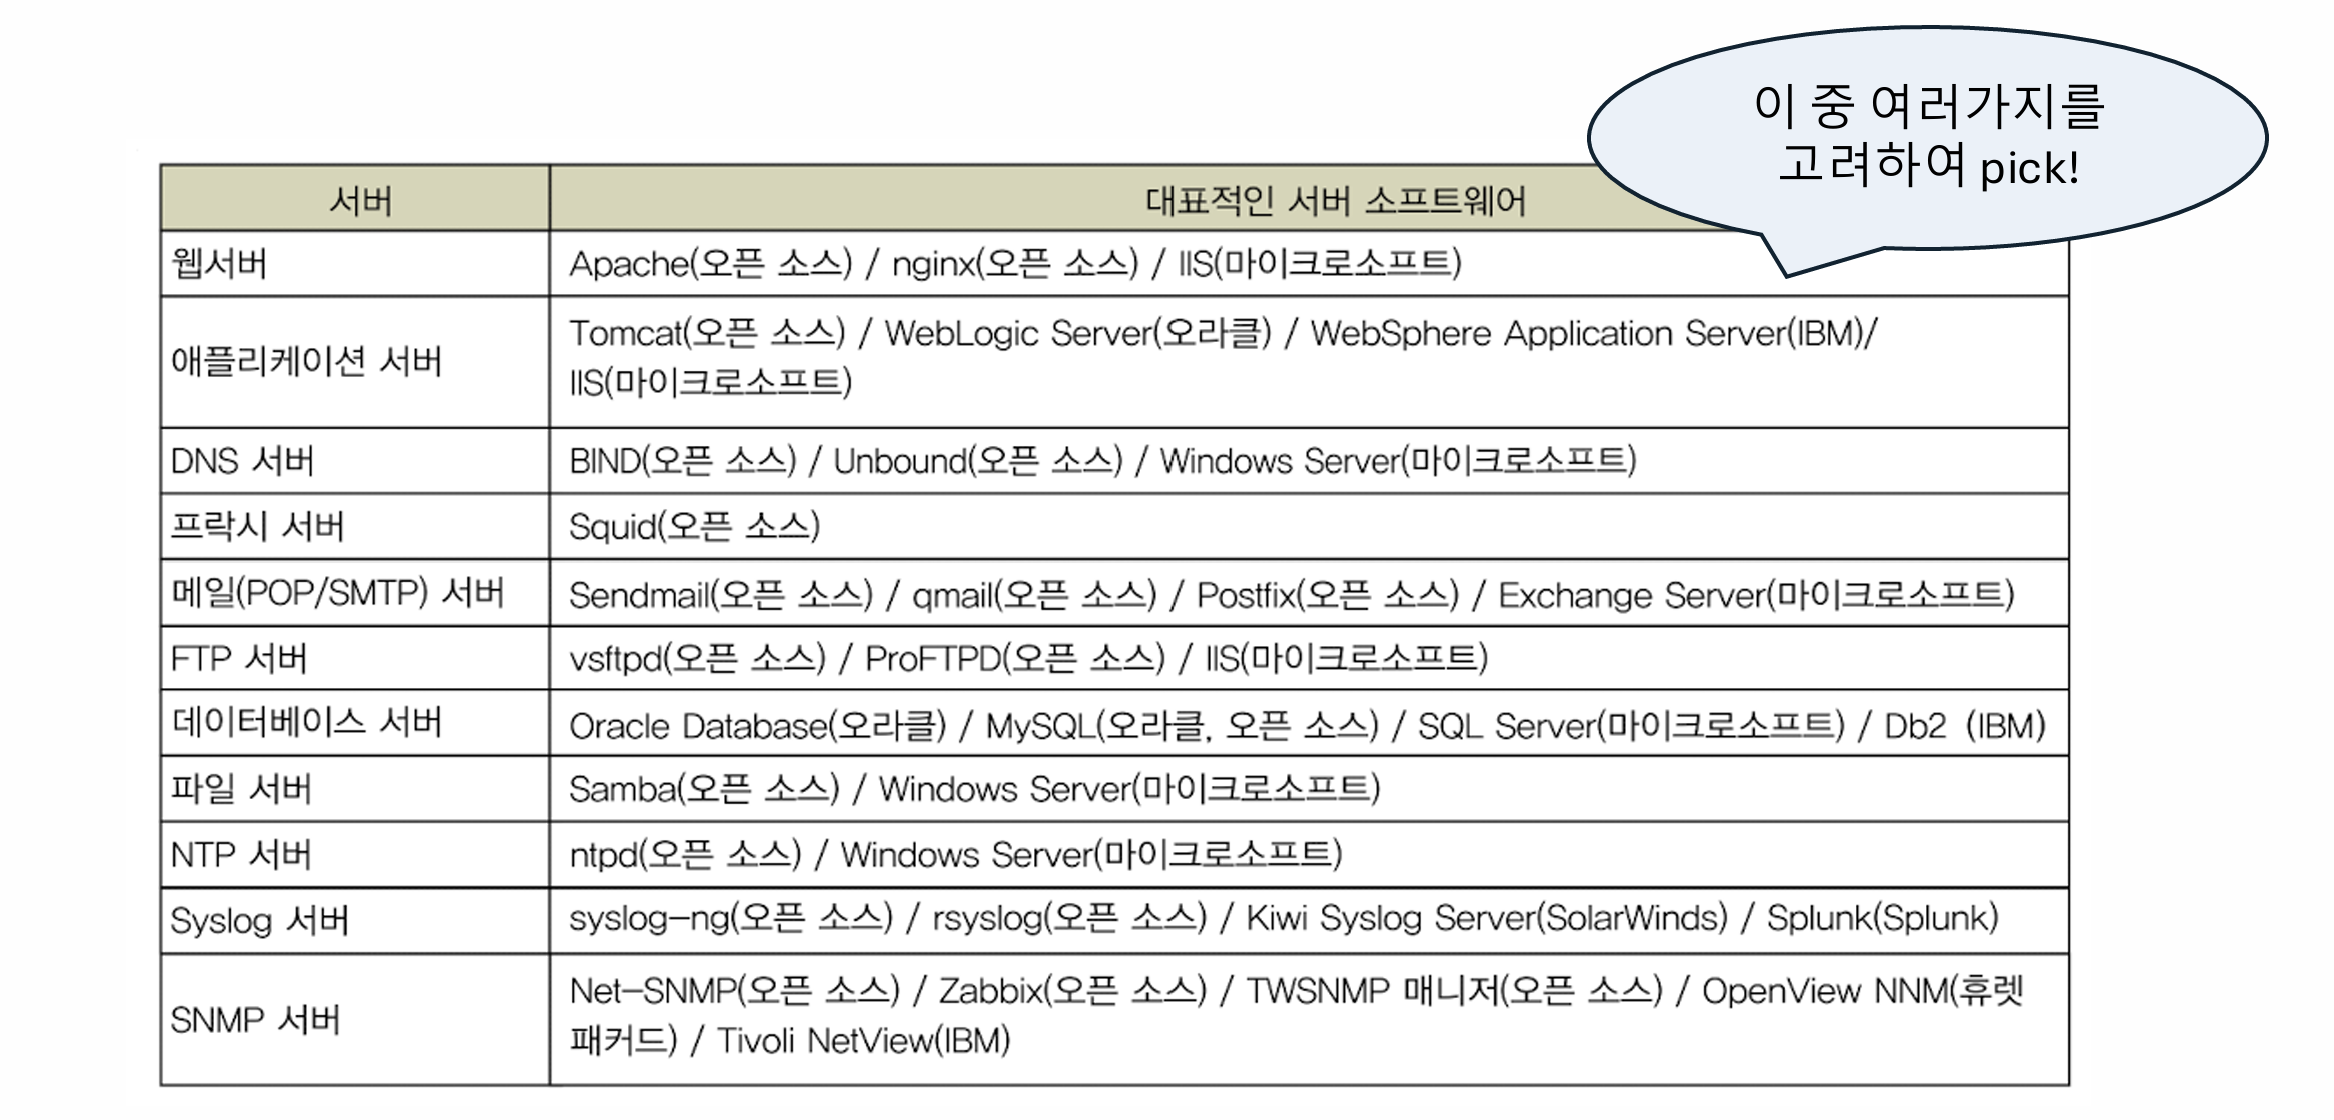 이 중 여러가지를
고려하여 pick!
서버
대표적인 서버 소프트웨어
웹서버
Apache(오픈 소스) / nginx(오픈 소스) / IIS(마이크로소프트)
애플리케이션 서버
Tomcat(오픈 소스) / WebLogic Server(오라클) / WebSphere Application Server(IBM)/
IIS(마이크로소프트)
DNS 서버
BIND(오픈 소스) / Unbound(오픈 소스) / Windows Server(마이크로소프트)
프락시 서버
Squid(오픈 소스)
메일(POP/SMTP) 서버
Sendmail(오픈 소스) / qmail(오픈 소스) / Postfix(오픈 소스) / Exchange Server(마이크로소프트)
FTP 서버
vsftpd(오픈 소스) / ProFTPD(오픈 소스) / IIS(마이크로소프트)
데이터베이스 서버
Oracle Database(오라클) / MySQL(오라클, 오픈 소스) / SQL Server(마이크로소프트) / Db2 (IBM)
파일 서버
Samba(오픈 소스) / Windows Server(마이크로소프트)
NTP 서버
ntpd(오픈 소스) / Windows Server(마이크로소프트)
Syslog 서버
syslog-ng(오픈 소스) / rsyslog(오픈 소스) / Kiwi Syslog Server(SolarWinds) / Splunk(Splunk)
SNMP 서버
Net-SNMP(오픈 소스) / Zabbix(오픈 소스) / TWSNMP 매니저(오픈 소스) / OpenView NNM(휴렛
패커드) / Tivoli NetView(IBM)